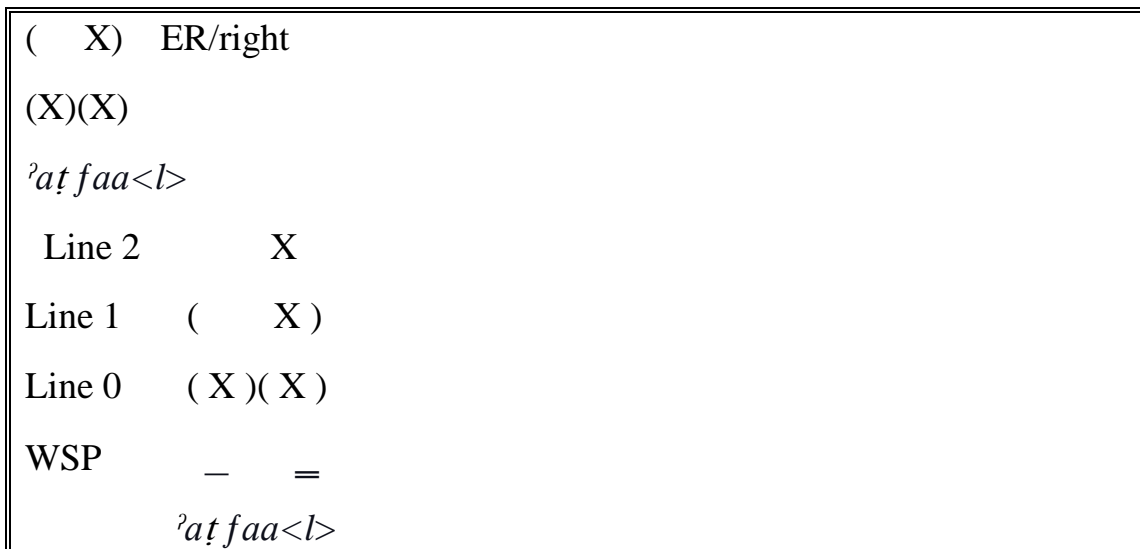 ( X) ER/right
(X)(X)
ˀaṭ faa<l>
Line 2 X
Line 1 ( X )
Line 0 ( X )( X )
WSP – =
ˀaṭ faa<l>